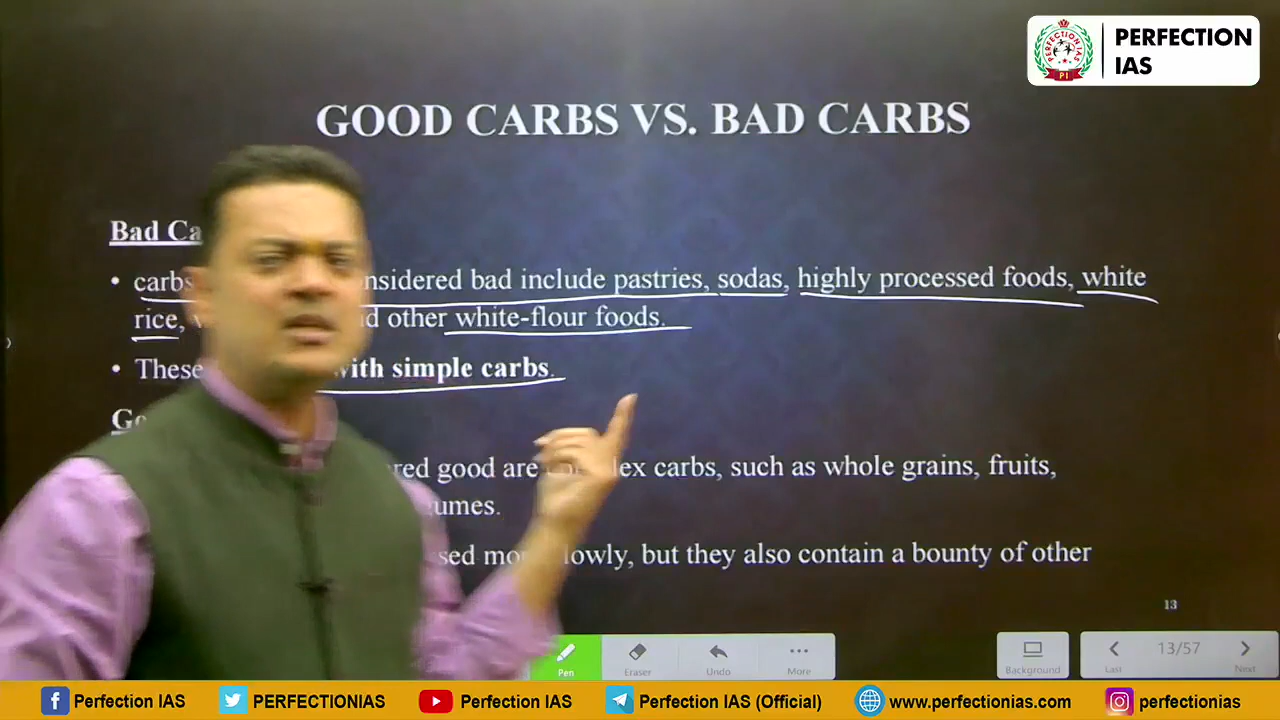 PERFECTION
IAS
PERFECTION IAS
PI
GOOD CARBS VS. BAD CARBS
Bad Ca
• carbs nsidered bad include pastries, sodas, highly processed foods, white
rice, d other white-flour foods.
• These with simple carbs.
Go
red good are lex carbs, such as whole grains, fruits,
umes.
sed mo lowly, but they also contain a bounty of other
13
Pen
Eraser
Undo
More
Background
Last
13/57
Next
Perfection IAS
PERFECTIONIAS
Perfection IAS
Perfection IAS (Official)
www.perfectionias.com
perfectionias